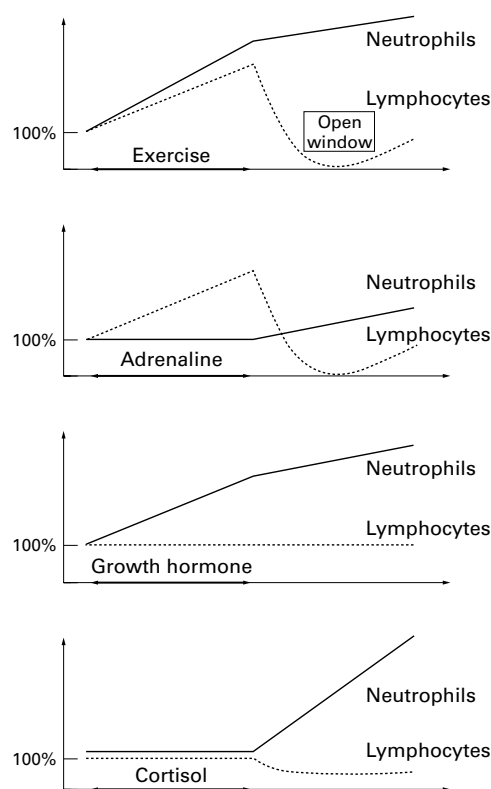 Neutrophils
Lymphocytes
Open
window
100%
Exercise
Neutrophils
100%
Lymphocytes
Adrenaline
Neutrophils
Lymphocytes
100%
Growth hormone
Neutrophils
Lymphocytes
100%
Cortisol